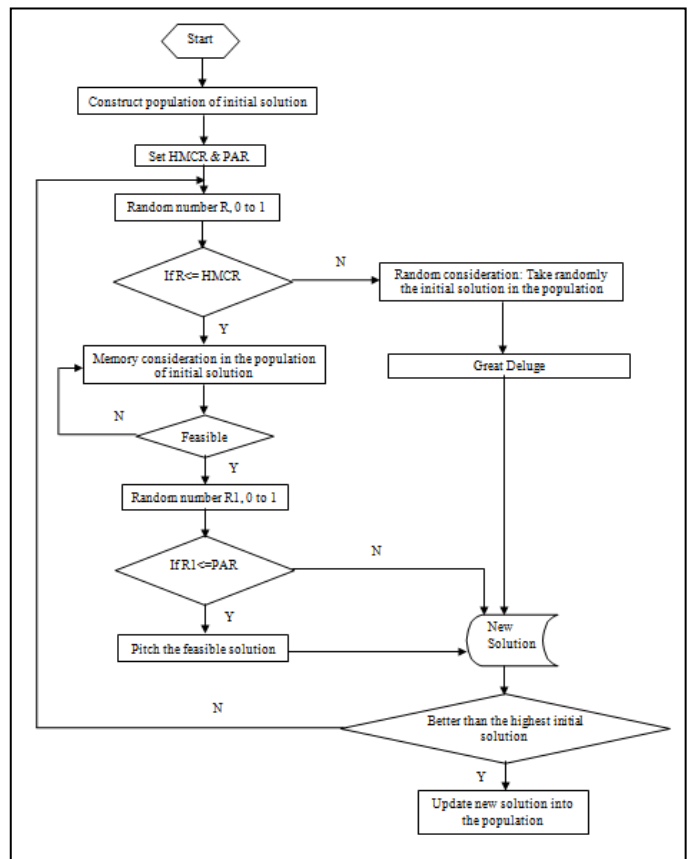 Start
Construct population of initial solution
Set HMCR & PAR
Random number R, 0 to 1
If R<= HMCR
N
Random consideration: Take randomly
the initial solution in the population
Y
Memory consideration in the population
of initial solution
Great Deluge
N
Feasible
Y
Random number R1, 0 to 1
If R1<=PAR
N
Y
New
Solution
Pitch the feasible solution
N
Better than the highest initial
solution
Y
Update new solution into
the population